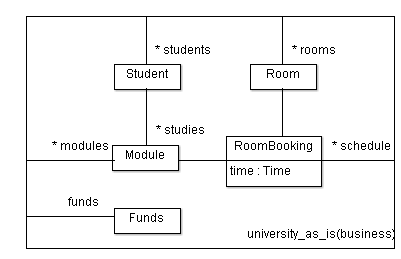 * students
* rooms
Student
Room
* studies
* modules
Module
RoomBooking
* schedule
time : Time
funds
Funds
university_as_is(business)